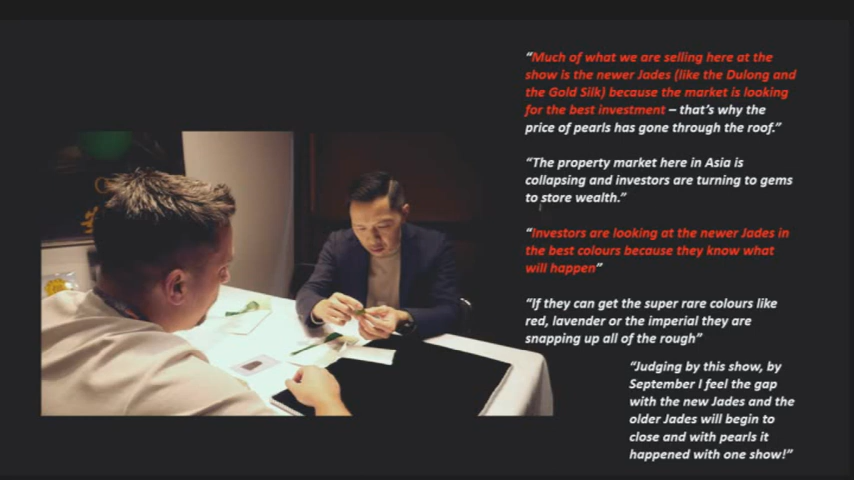 “Much of what we are selling here at the
show is the newer Jades (like the Dulong and
the Gold Silk) because the market is looking
for the best investment – that’s why the
price of pearls has gone through the roof.”
“The property market here in Asia is
collapsing and investors are turning to gems
to store wealth.”
“Investors are looking at the newer Jades in
the best colours because they know what
will happen”
“If they can get the super rare colours like
red, lavender or the imperial they are
snapping up all of the rough”
“Judging by this show, by
September I feel the gap
with the new Jades and the
older Jades will begin to
close and with pearls it
happened with one show!”